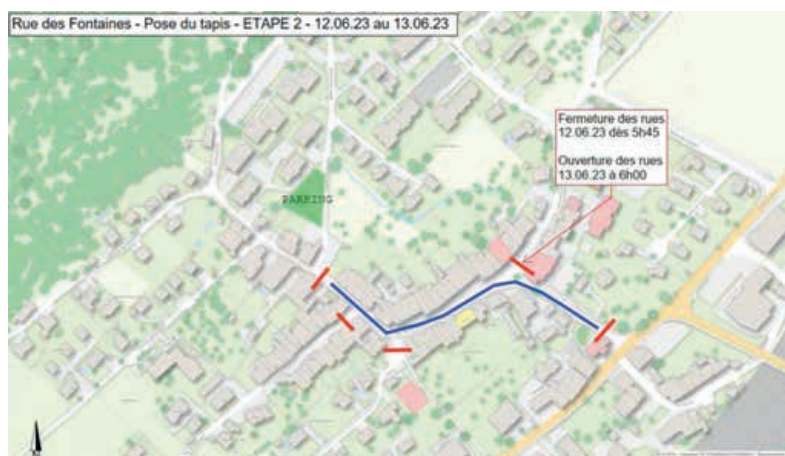 Rue des Fontaines - Pose du tapis - ETAPE 2 - 12.06.23 au 13.06.23
Fermeture des rues
12.06.23 dès 5h45
Ouverture des rues
13.06.23 à 6h00
PARKING